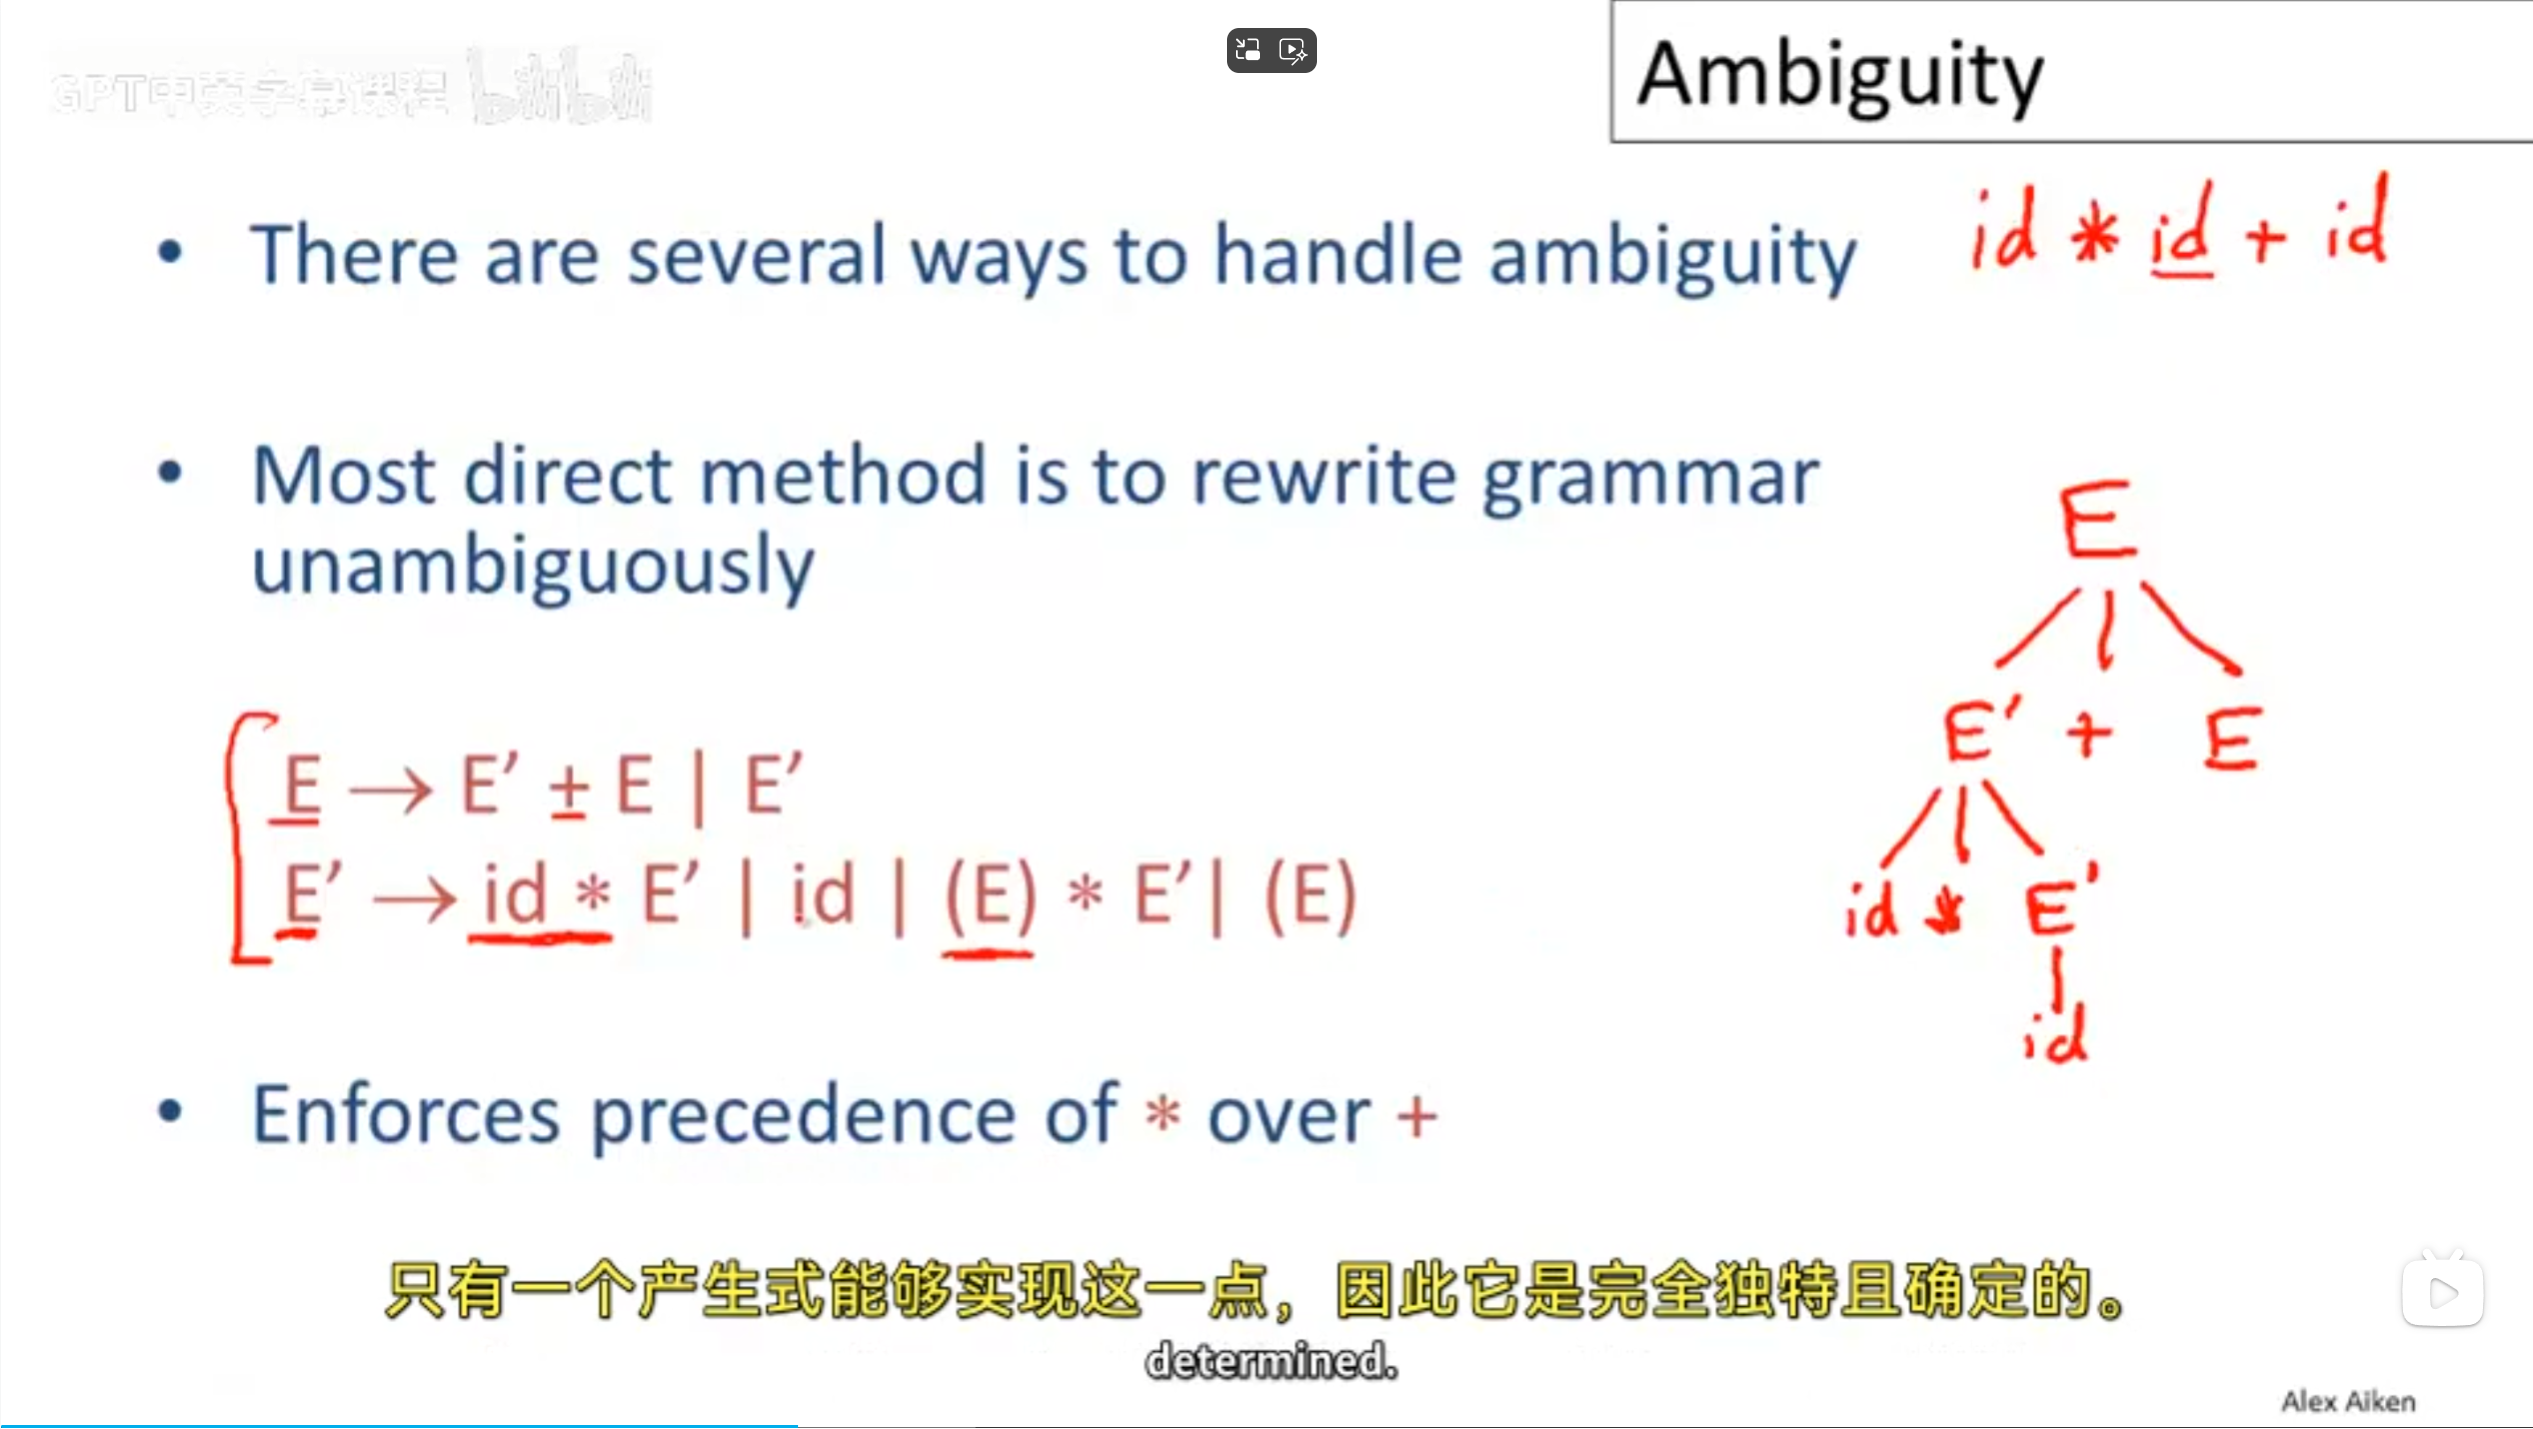 GPT中英字幕课程 bilibili
Ambiguity
• There are several ways to handle ambiguity
id * id + id
• Most direct method is to rewrite grammar
unambiguously
E → E' + E | E'
E' → id * E' | id | (E) * E' | (E)
E
E' + E
id * E'
id
• Enforces precedence of * over +
只有一个产生式能够实现这一点，因此它是完全独特且确定的。
determined.
Alex Aiken